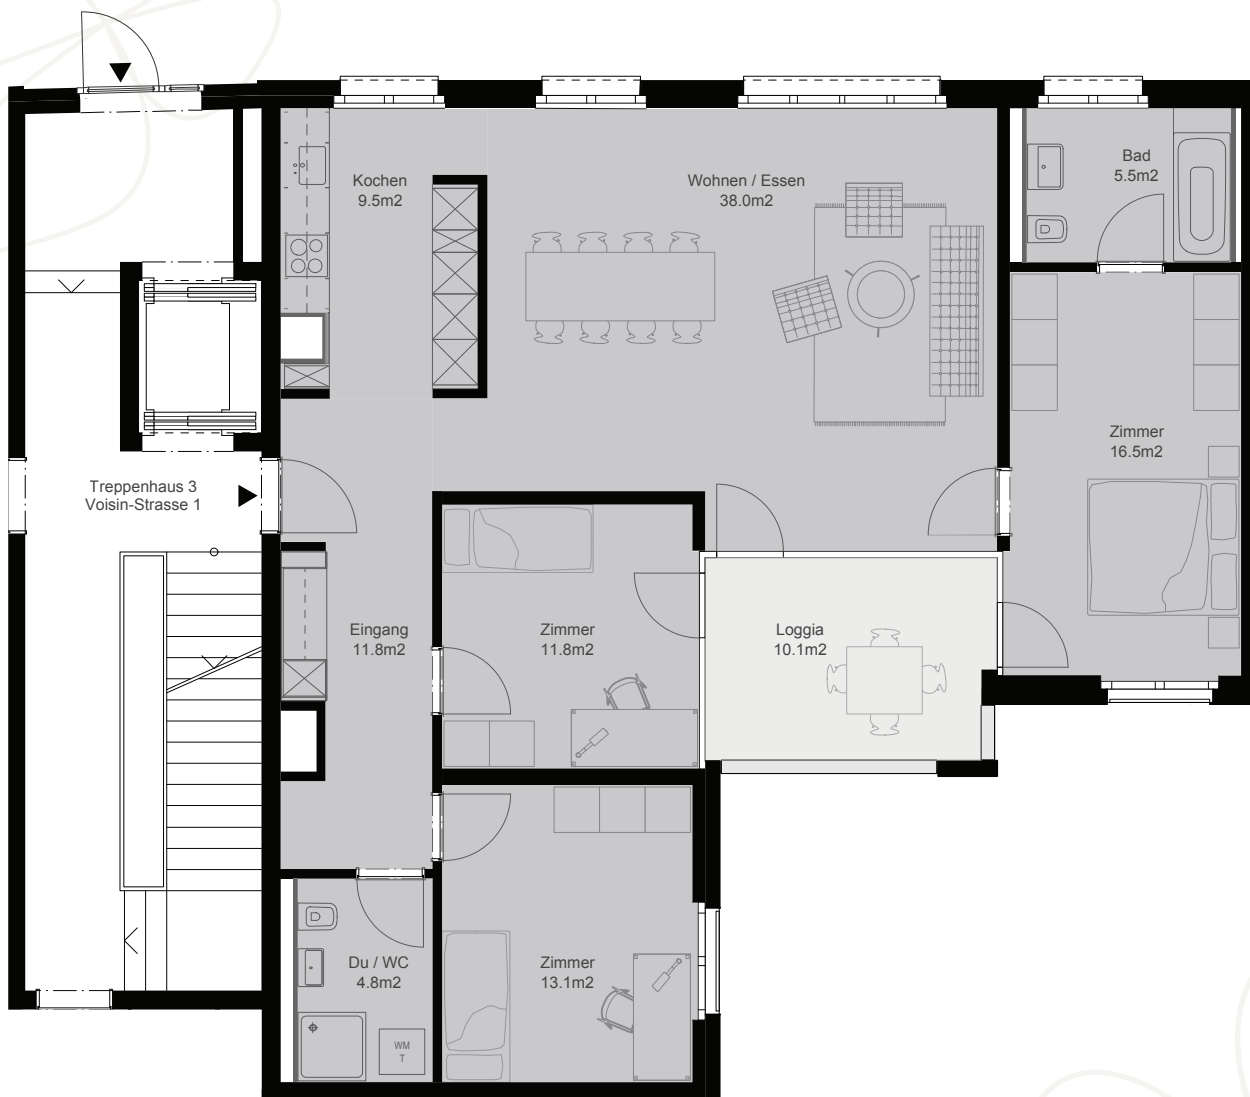 Kochen
9.5m2
Wohnen / Essen
38.0m2
Bad
5.5m2
Zimmer
16.5m2
Treppenhaus 3
Voisin-Strasse 1
Eingang
11.8m2
Zimmer
11.8m2
Loggia
10.1m2
Du / WC
4.8m2
Zimmer
13.1m2
WM
T